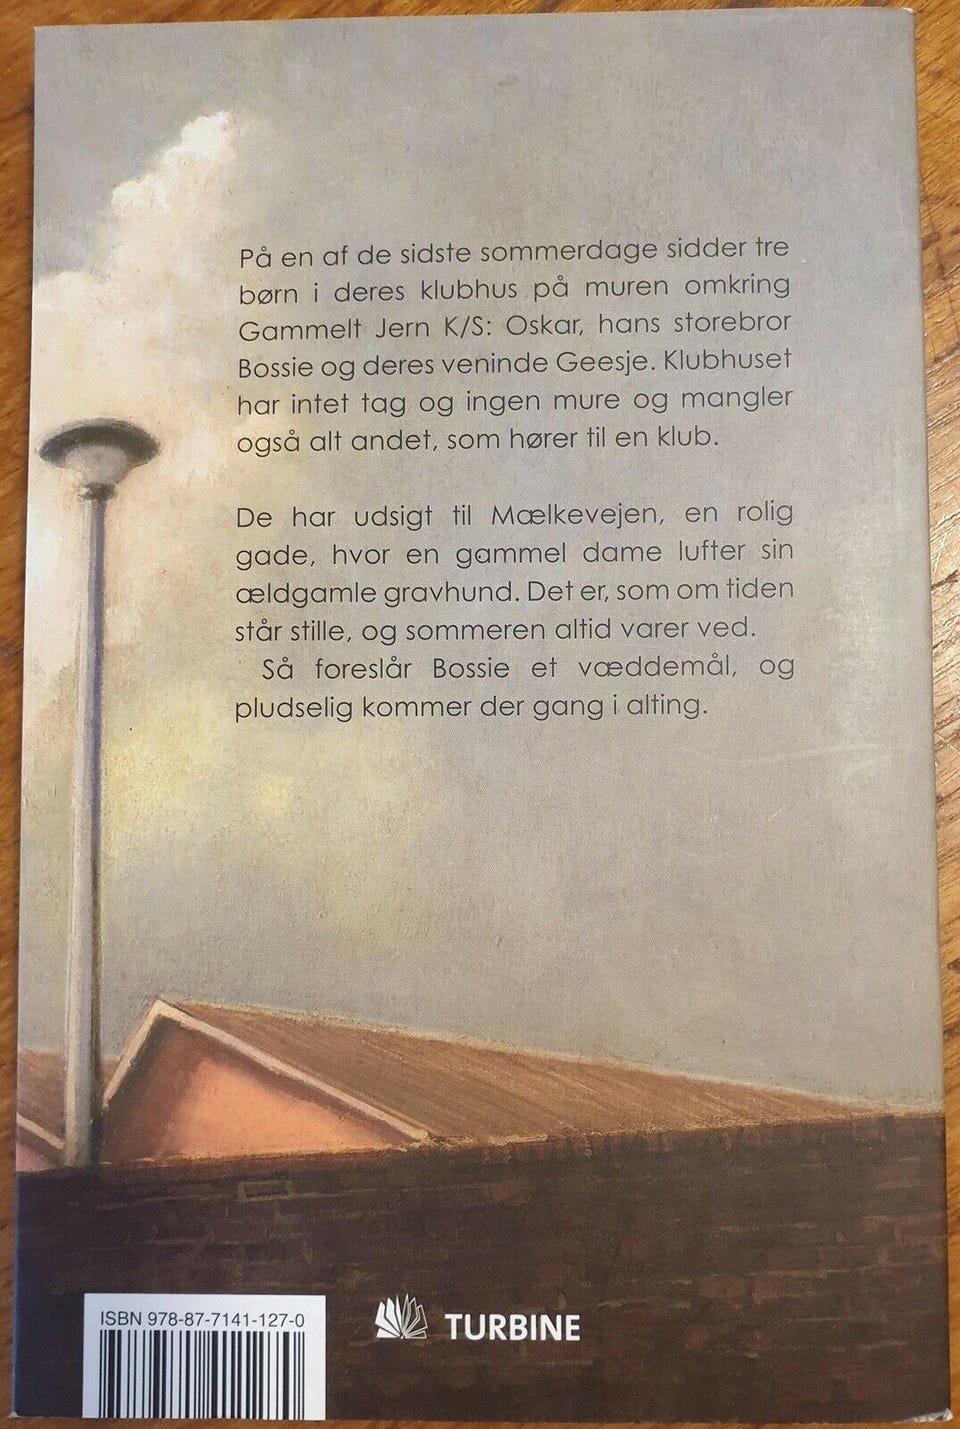 På en af de sidste sommerdage sidder tre
børn i deres klubhus på muren omkring
Gammelt Jern K/S: Oskar, hans storebror
Bossie og deres veninde Geesje. Klubhuset
har intet tag og ingen mure og mangler
også alt andet, som hører til en klub.
De har udsigt til Mælkevejen, en rolig
gade, hvor en gammel dame lufter sin
ældgamle gravhund. Det er, som om tiden
står stille, og sommeren altid varer ved.
Så foreslår Bossie et væddemål, og
pludselig kommer der gang i alting.
ISBN 978-87-7141-127-0
TURBINE